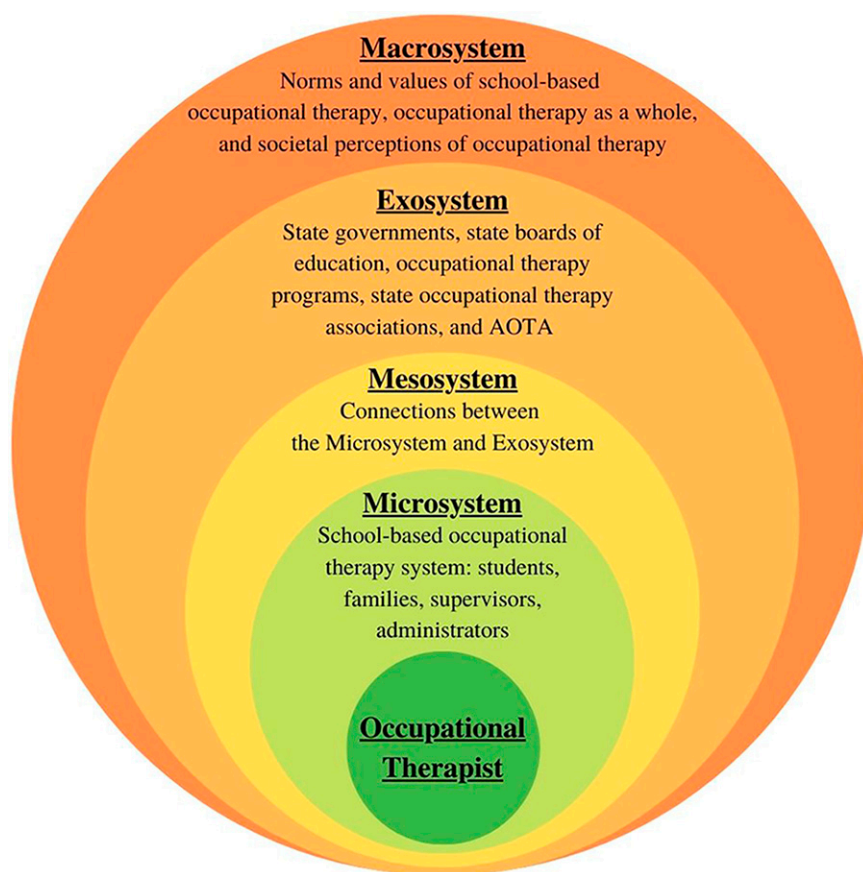 Macrosystem
Norms and values of school-based
occupational therapy, occupational therapy as a whole,
and societal perceptions of occupational therapy
Exosystem
State governments, state boards of
education, occupational therapy
programs, state occupational therapy
associations, and AOTA
Mesosystem
Connections between
the Microsystem and Exosystem
Microsystem
School-based occupational
therapy system: students,
families, supervisors,
administrators
Occupational
Therapist